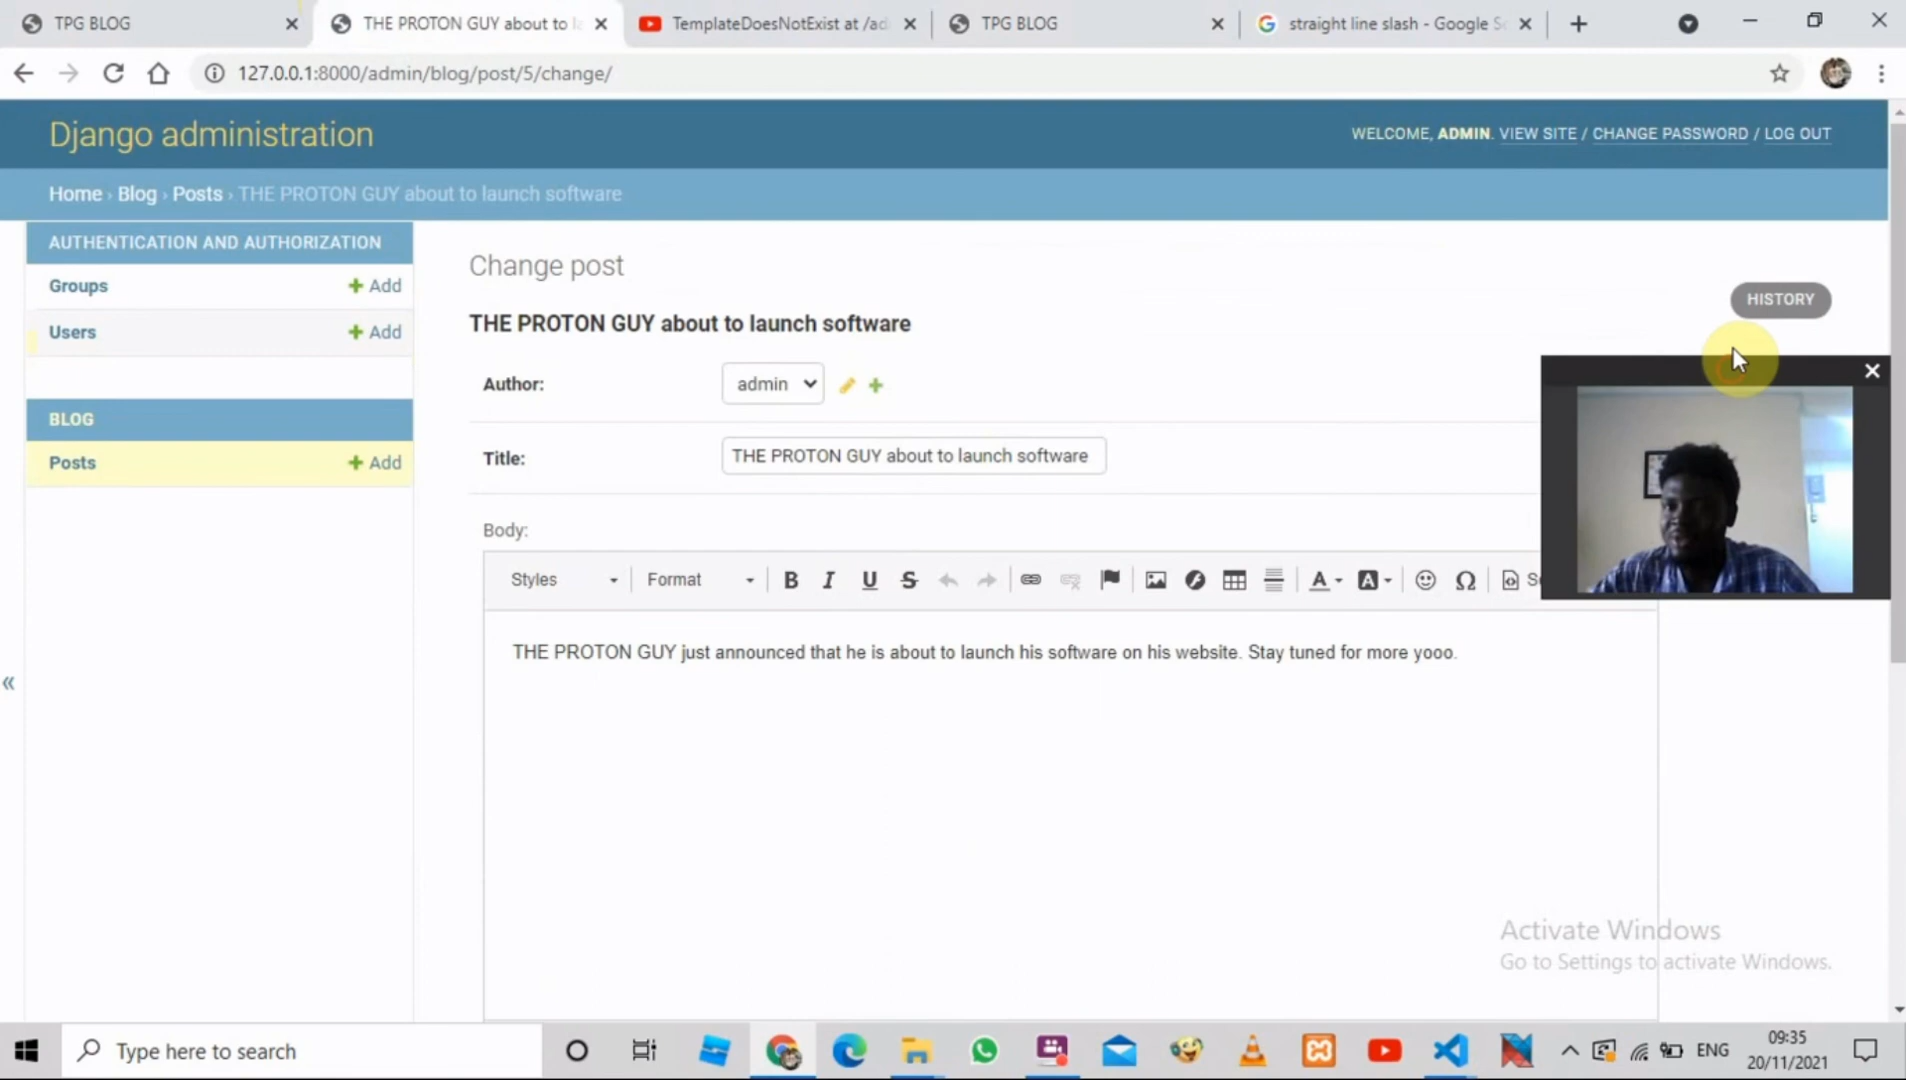 TPG BLOG
THE PROTON GUY about to l
TemplateDoesNotExist at /ad
TPG BLOG
straight line slash - Google S
127.0.0.1:8000/admin/blog/post/5/change/
Django administration
WELCOME, ADMIN. VIEW SITE / CHANGE PASSWORD / LOG OUT
Home › Blog › Posts › THE PROTON GUY about to launch software
AUTHENTICATION AND AUTHORIZATION
Groups + Add
Users + Add
BLOG
Posts + Add
Change post
HISTORY
THE PROTON GUY about to launch software
Author: admin
Title: THE PROTON GUY about to launch software
Body:
Styles Format B I U S A A Ω S
THE PROTON GUY just announced that he is about to launch his software on his website. Stay tuned for more yooo.
«
Activate Windows
Go to Settings to activate Windows.
Type here to search
ENG
09:35
20/11/2021